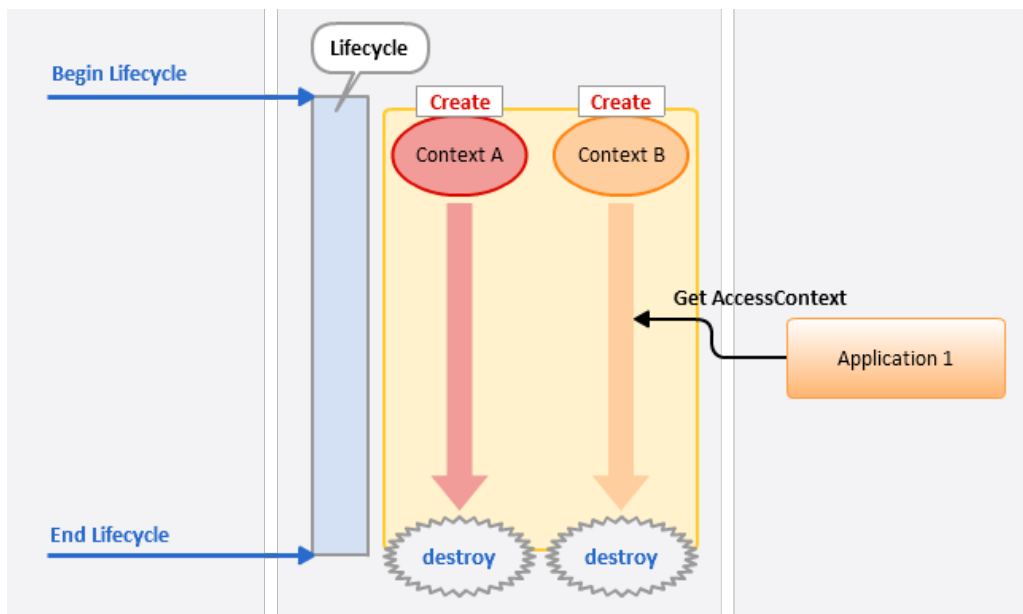 Lifecycle
Begin Lifecycle
Create
Create
Context A
Context B
Get AccessContext
Application 1
End Lifecycle
destroy
destroy